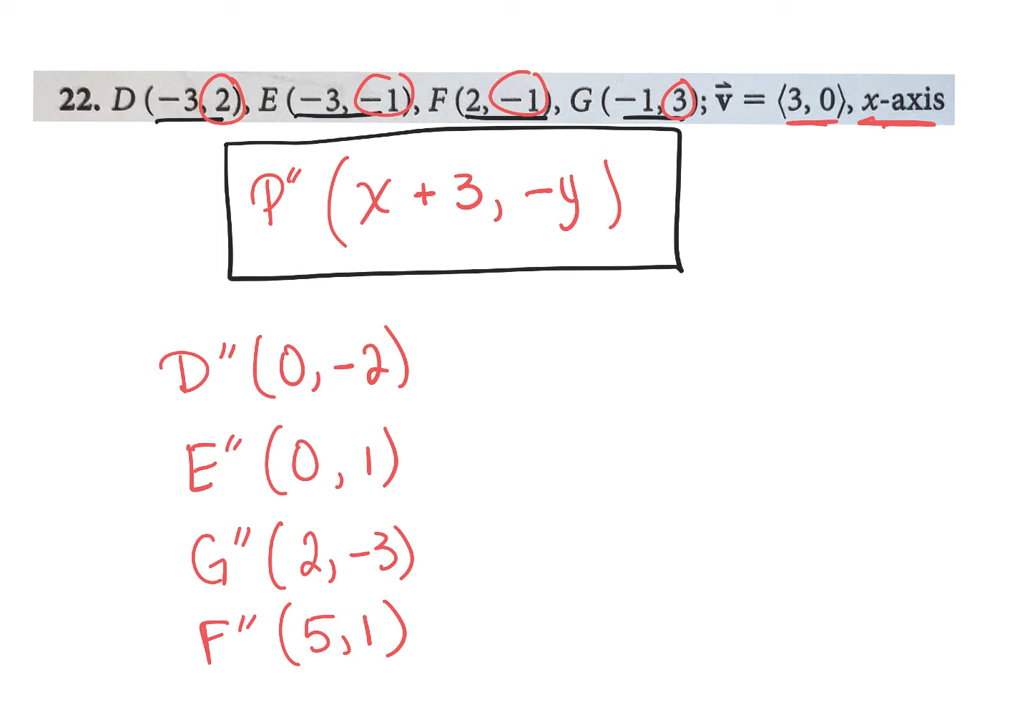 22. D (−3, 2), E (−3, −1), F (2, −1), G (−1, 3); v⃗ = ⟨3, 0⟩, x-axis
P" (x + 3, -y)
D" (0, -2)
E" (0, 1)
G" (2, -3)
F" (5, 1)